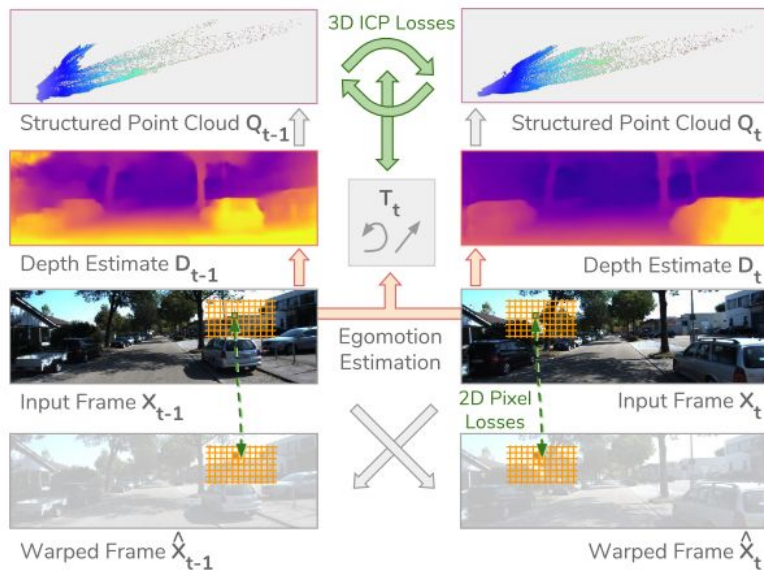 3D ICP Losses
Structured Point Cloud Q_{t-1}
Structured Point Cloud Q_t
T_t
Depth Estimate D_{t-1}
Depth Estimate D_t
Egomotion
Estimation
Input Frame X_{t-1}
2D Pixel
Losses
Input Frame X_t
Warped Frame X̂_{t-1}
Warped Frame X̂_t